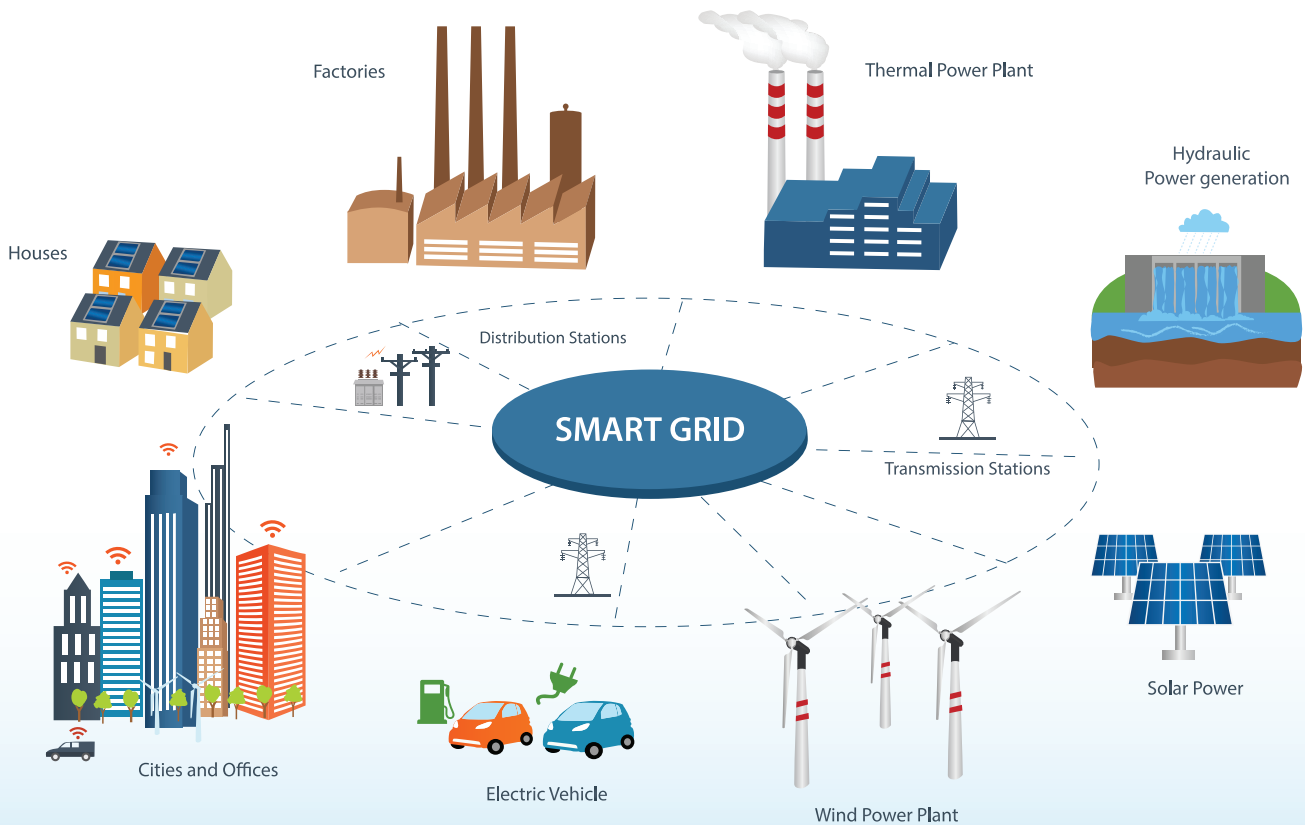 Factories
Thermal Power Plant
Hydraulic
Power generation
Houses
Distribution Stations
SMART GRID
Transmission Stations
Solar Power
Cities and Offices
Electric Vehicle
Wind Power Plant